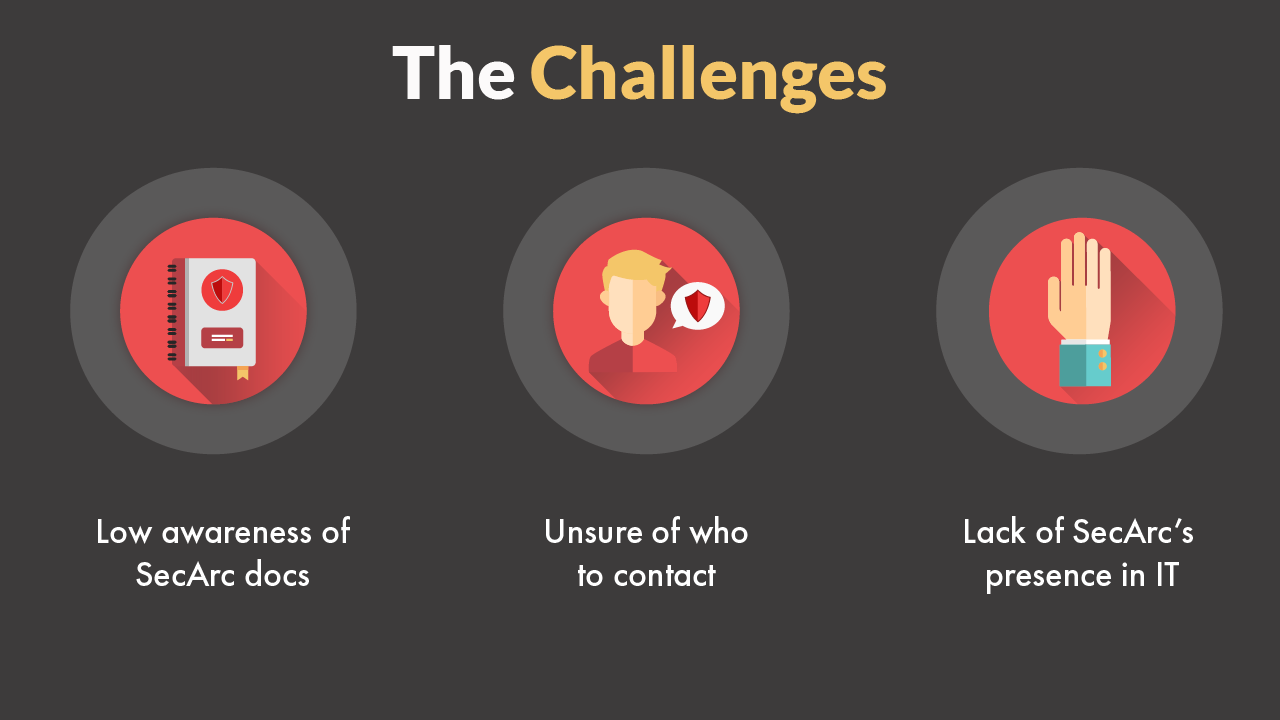 The Challenges
Low awareness of
SecArc docs
Unsure of who
to contact
Lack of SecArc’s
presence in IT